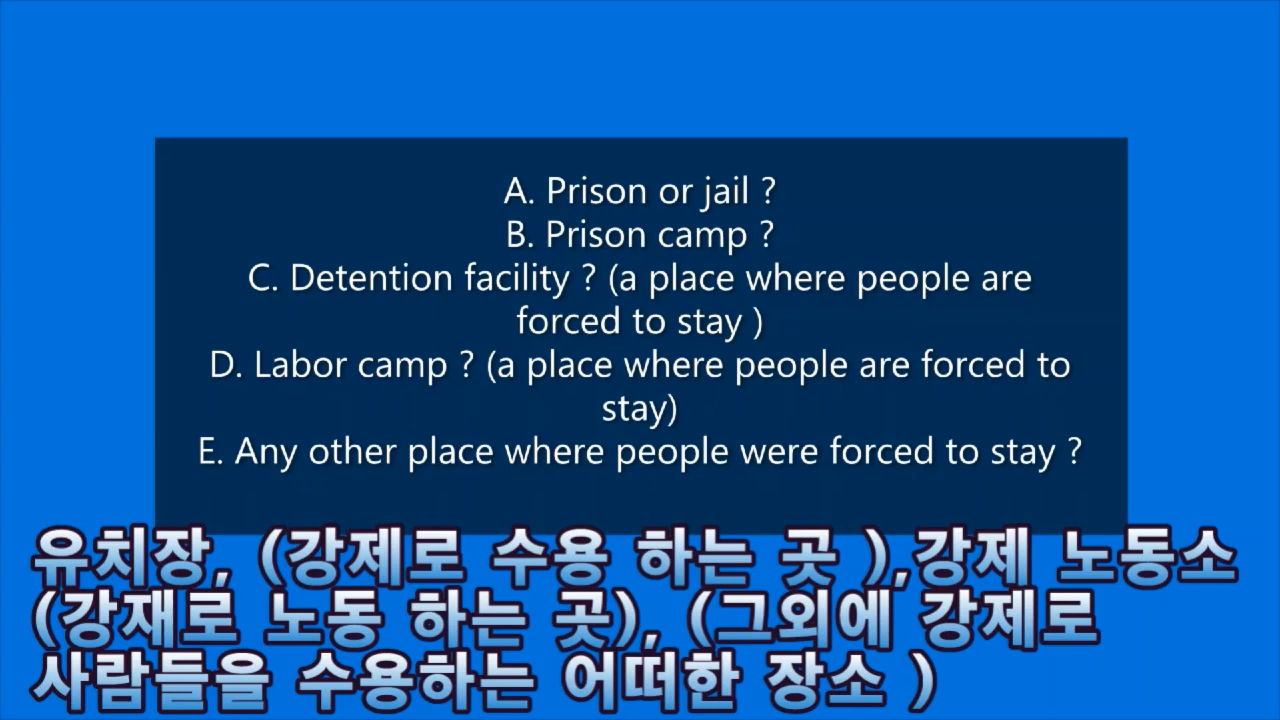 A. Prison or jail ?
B. Prison camp ?
C. Detention facility ? (a place where people are
forced to stay )
D. Labor camp ? (a place where people are forced to
stay)
E. Any other place where people were forced to stay ?
유치장, (강제로 수용 하는 곳 ),강제 노동소
(강재로 노동 하는 곳), (그외에 강제로
사람들을 수용하는 어떠한 장소 )